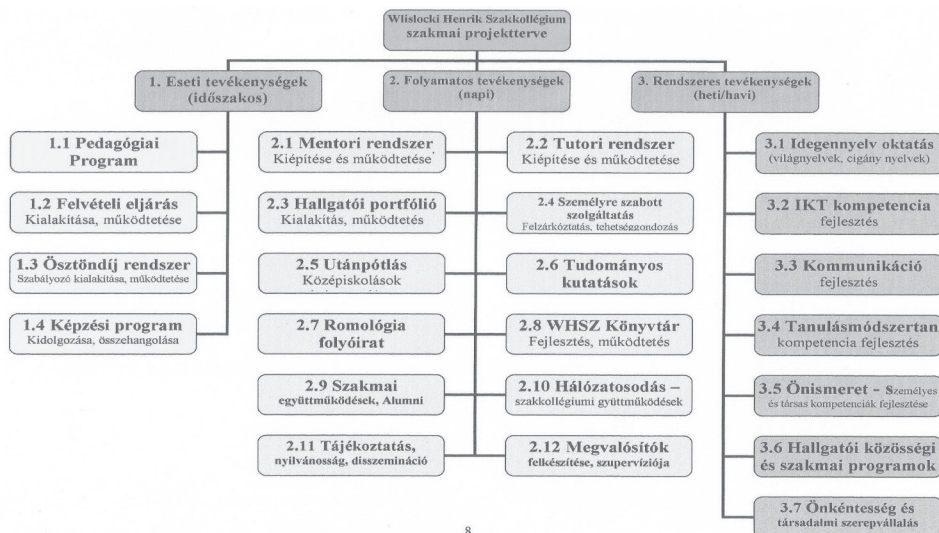 Wlislocki Henrik Szakkollégium
szakmai projektterve
1. Eseti tevékenységek
(időszakos)
2. Folyamatos tevékenységek
(napi)
3. Rendszeres tevékenységek
(heti/havi)
1.1 Pedagógiai
Program
1.2 Felvételi eljárás
Kialakítása, működtetése
1.3 Ösztöndíj rendszer
Szabályozó kialakítása, működtetése
1.4 Képzési program
Kidolgozása, összehangolása
2.1 Mentori rendszer
Kiépítése és működtetése
2.2 Tutori rendszer
Kiépítése és működtetése
2.3 Hallgatói portfólió
Kialakítás, működtetés
2.4 Személyre szabott
szolgáltatás
Felzárkóztatás, tehetséggondozás
2.5 Utánpótlás
Középiskolások
2.6 Tudományos
kutatások
2.7 Romológia
folyóirat
2.8 WHSZ Könyvtár
Fejlesztés, működtetés
2.9 Szakmai
együttműködések, Alumni
2.10 Hálózatosodás –
szakkollégiumi gyüttműködések
2.11 Tájékoztatás,
nyilvánosság, disszemináció
2.12 Megvalósítók
felkészítése, szupervíziója
3.1 Idegennyelv oktatás
(világnyelvek, cigány nyelvek)
3.2 IKT kompetencia
fejlesztés
3.3 Kommunikáció
fejlesztés
3.4 Tanulásmódszertan
kompetencia fejlesztés
3.5 Önismeret - személyes
és társas kompetenciák fejlesztése
3.6 Hallgatói közösségi
és szakmai programok
3.7 Önkéntesség és
társadalmi szerepvállalás
8